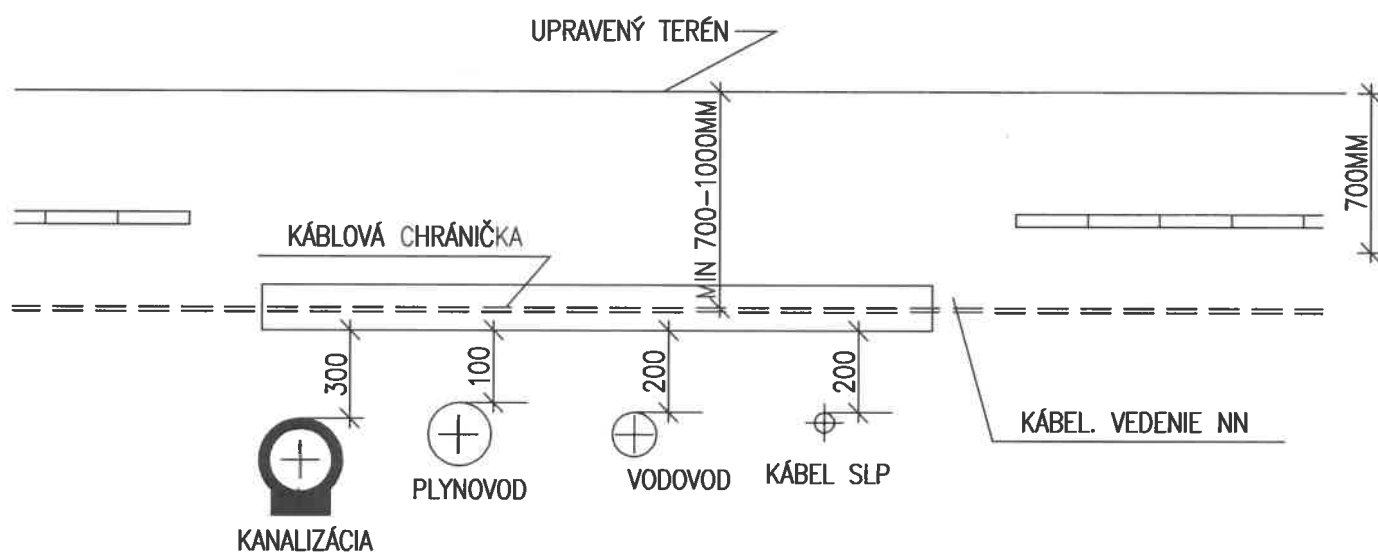 UPRAVENÝ TERÉN
MIN 700-1000MM
700MM
KÁBLOVÁ CHRÁNIČKA
300
100
200
200
KÁBEL. VEDENIE NN
KÁBEL SLP
VODOVOD
PLYNOVOD
KANALIZÁCIA